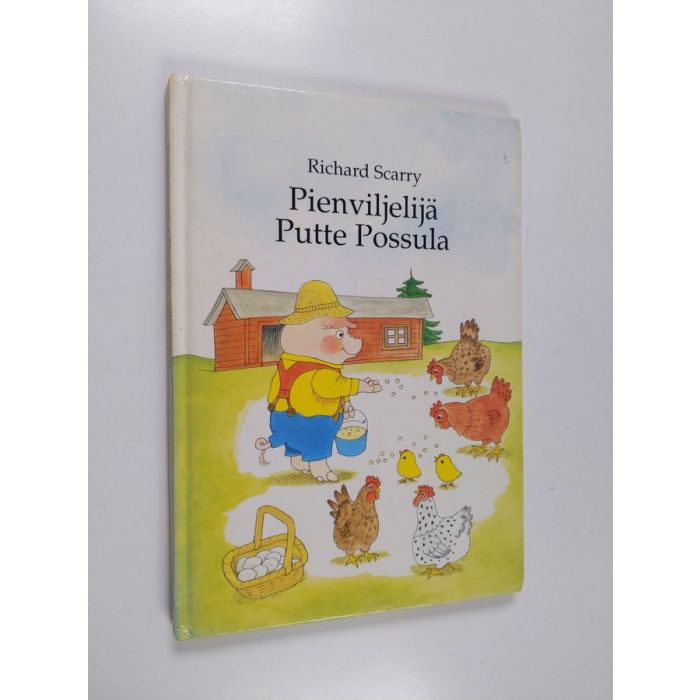 Richard Scarry
Pienviljelijä
Putte Possula